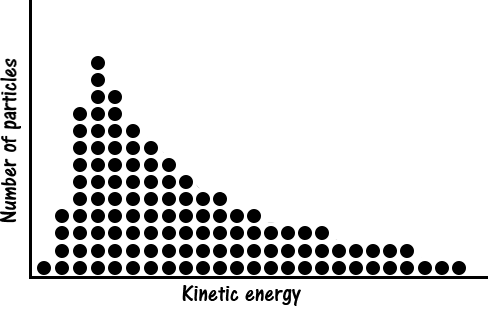 Number of particles
Kinetic energy